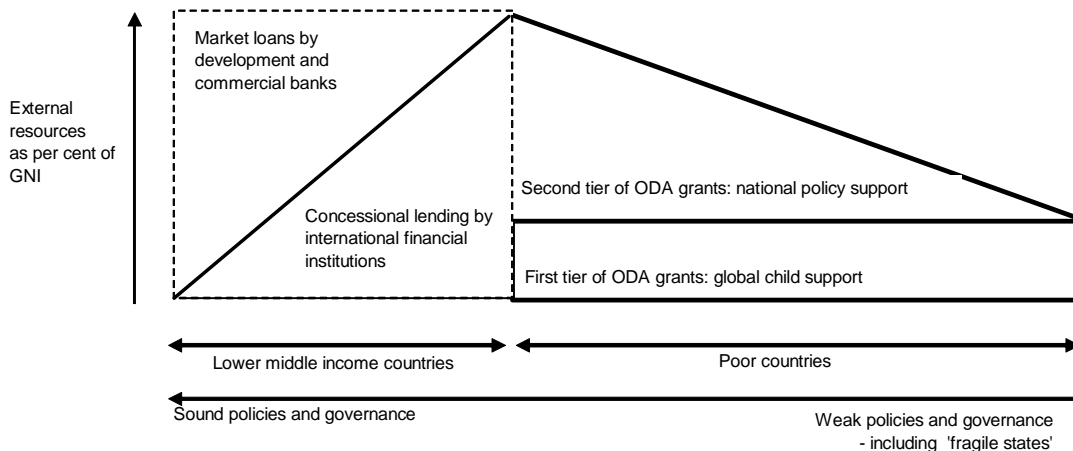 Market loans by
development and
commercial banks
External
resources
as per cent of
GNI
Second tier of ODA grants: national policy support
Concessional lending by
international financial
institutions
First tier of ODA grants: global child support
Lower middle income countries
Poor countries
Sound policies and governance
Weak policies and governance
- including 'fragile states'